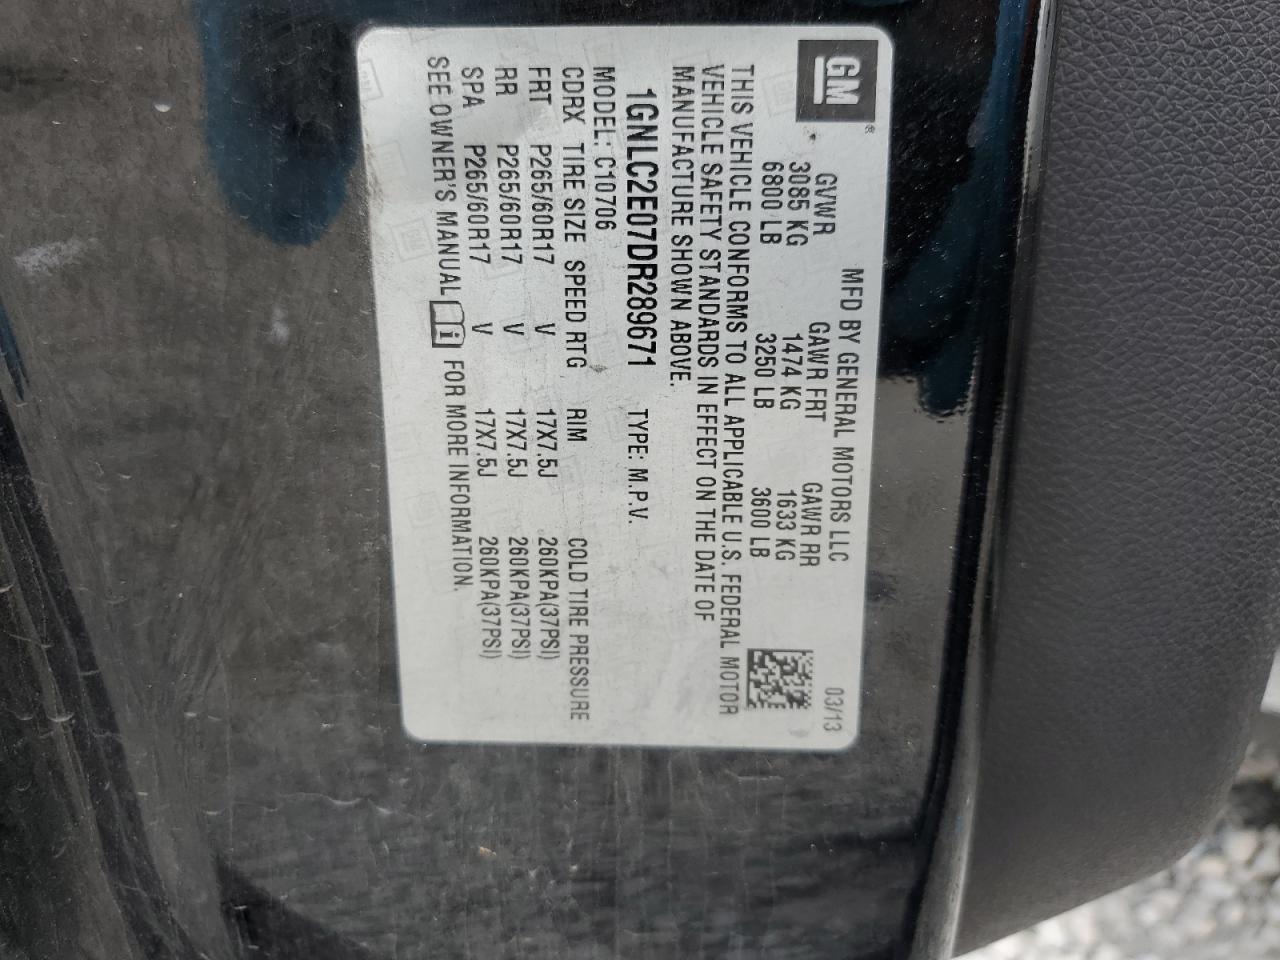 GM®
MFD BY GENERAL MOTORS LLC 03/13
GVWR GAWR FRT GAWR RR
3085 KG 1474 KG 1633 KG
6800 LB 3250 LB 3600 LB
THIS VEHICLE CONFORMS TO ALL APPLICABLE U.S. FEDERAL MOTOR
VEHICLE SAFETY STANDARDS IN EFFECT ON THE DATE OF
MANUFACTURE SHOWN ABOVE.
1GNLC2E07DR289671 TYPE: M.P.V.
MODEL: C10706
CDRX TIRE SIZE SPEED RTG RIM COLD TIRE PRESSURE
FRT P265/60R17 V 17X7.5J 260KPA(37PSI)
RR P265/60R17 V 17X7.5J 260KPA(37PSI)
SPA P265/60R17 V 17X7.5J 260KPA(37PSI)
SEE OWNER'S MANUAL i FOR MORE INFORMATION.